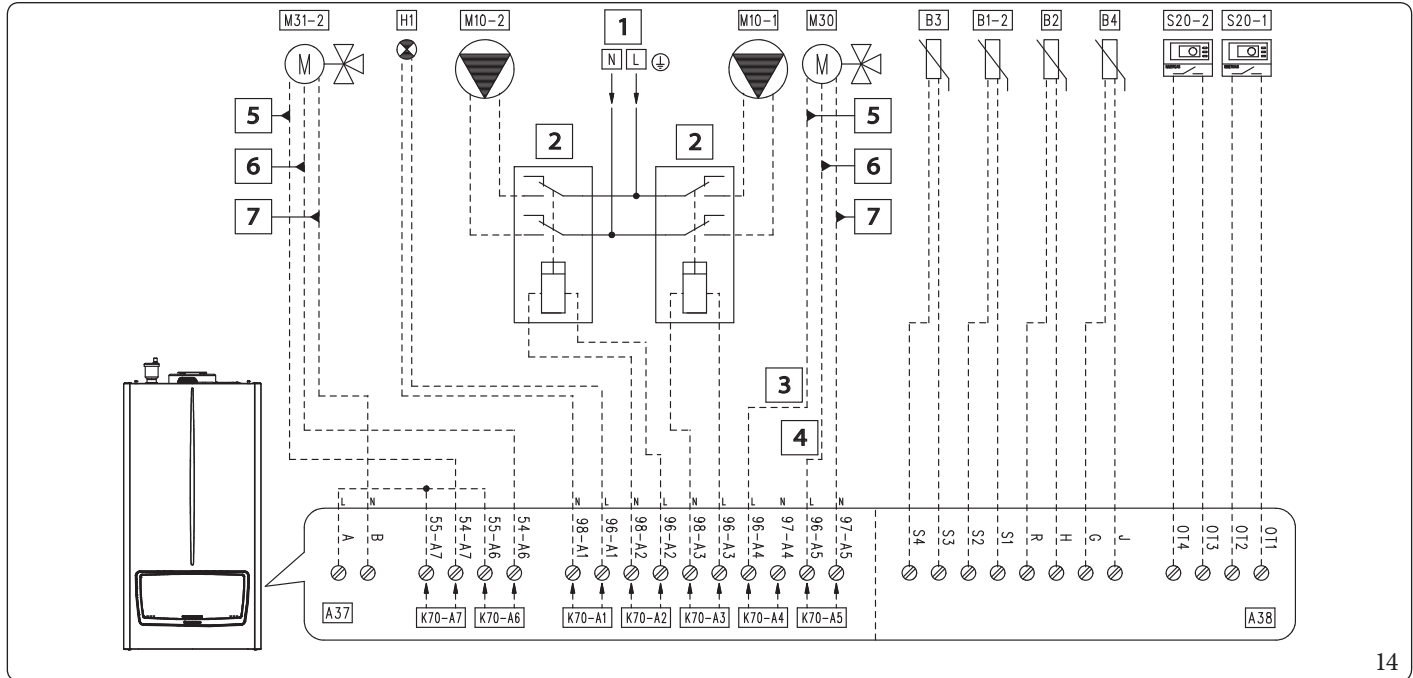 M31-2 H1 M10-2 1 M10-1 M30 B3 B1-2 B2 B4 S20-2 S20-1
N L
M M
5 5
2 2
6 6
7 7
3
4
L N N L N L N L L N L N
A B 55-A7 54-A7 55-A6 54-A6 98-A1 96-A1 98-A2 96-A2 98-A3 96-A3 96-A4 97-A4 96-A5 97-A5 S4 S3 S2 S1 R H G J OT4 OT3 OT2 OT1
A37 K70-A7 K70-A6 K70-A1 K70-A2 K70-A3 K70-A4 K70-A5 A38
14